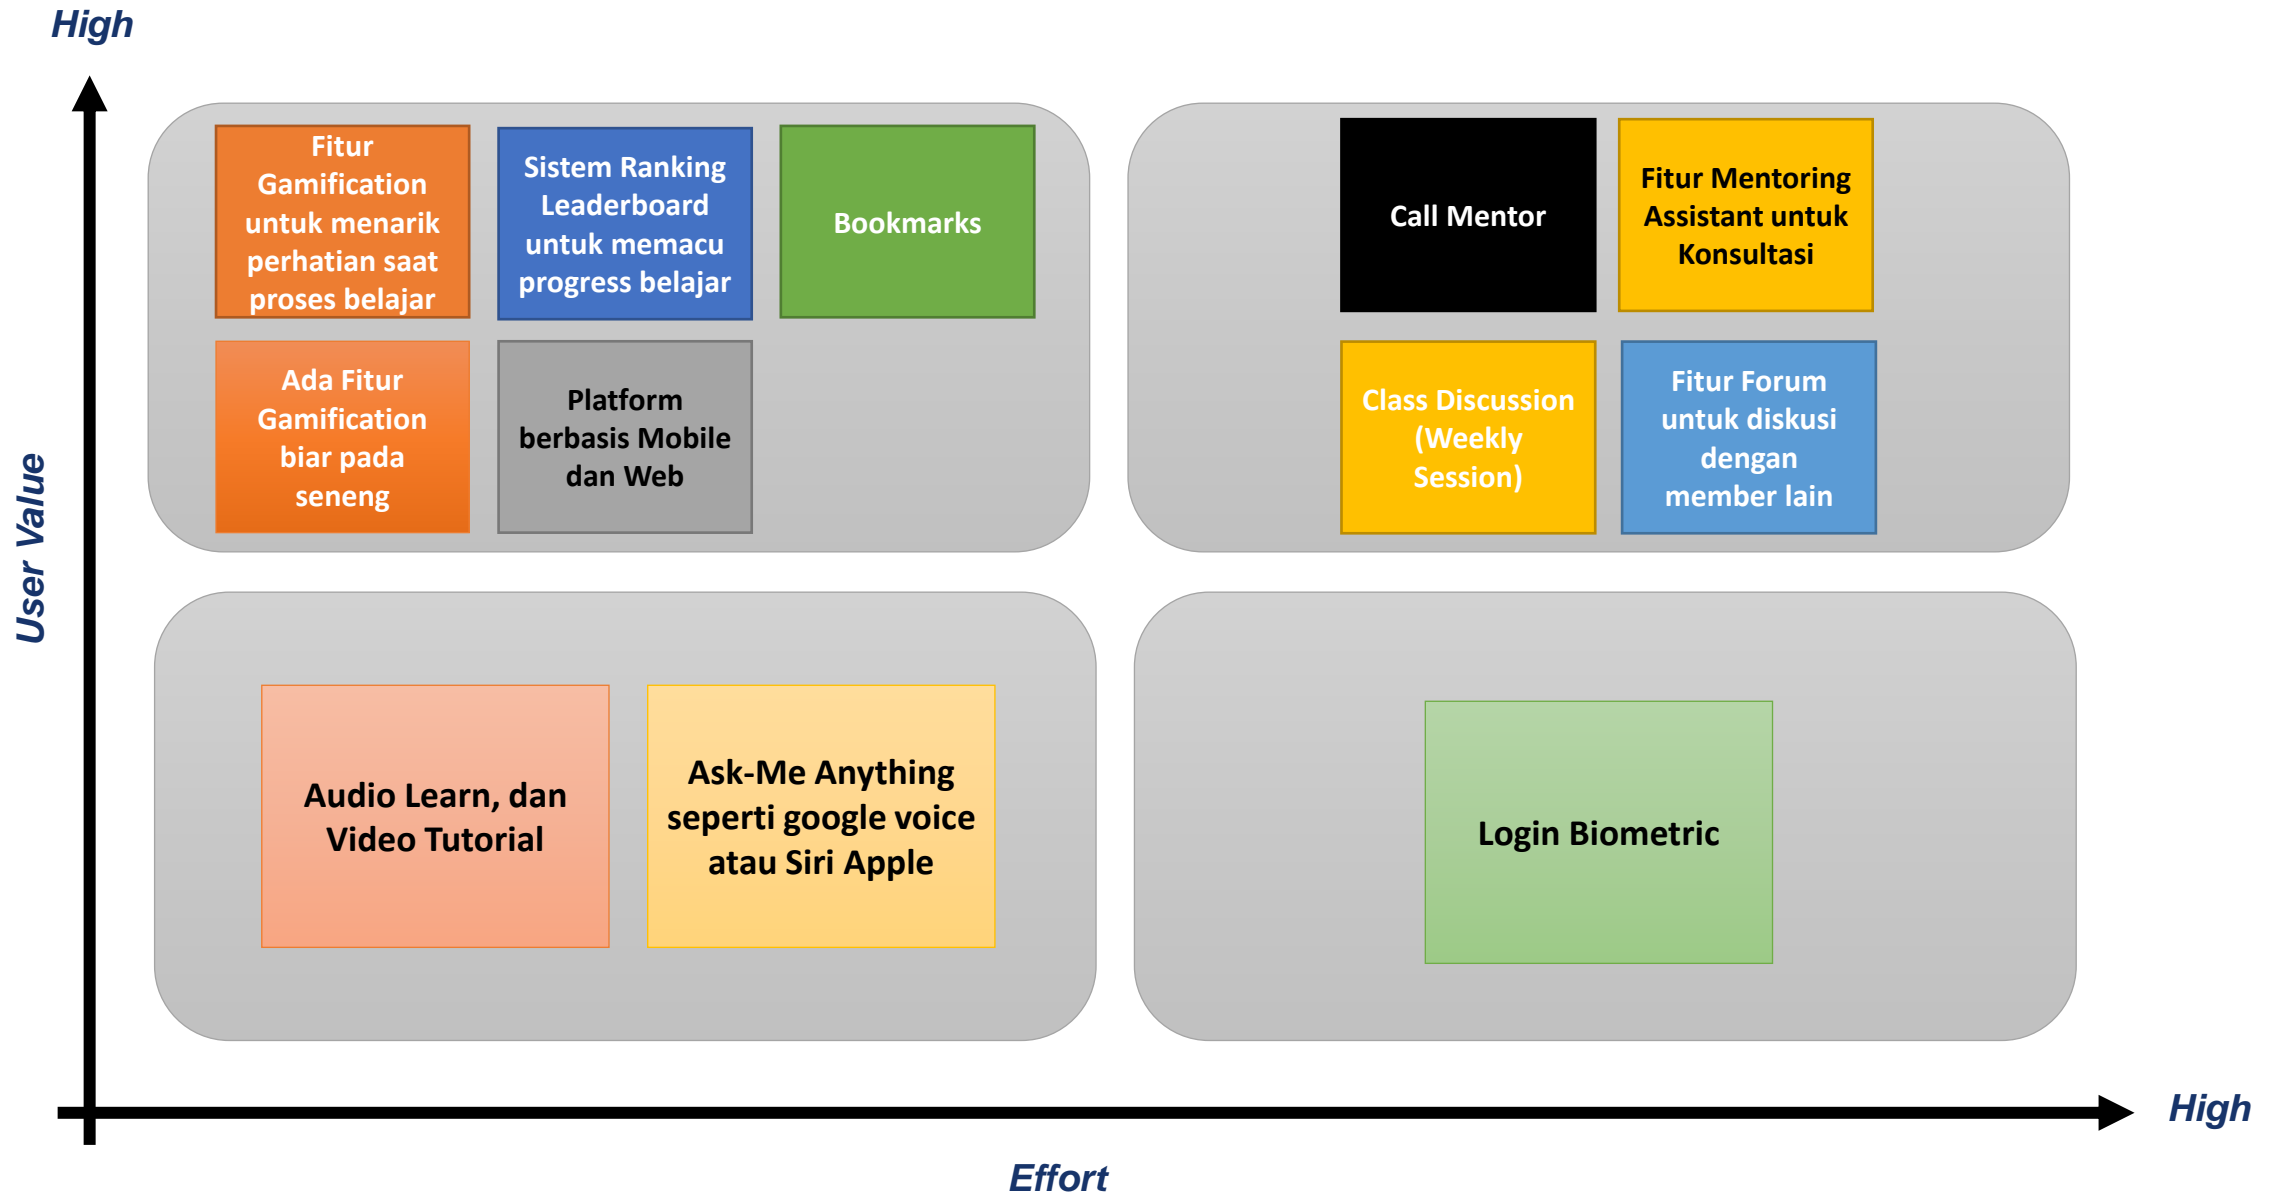 High
Fitur
Gamification
untuk menarik
perhatian saat
proses belajar
Sistem Ranking
Leaderboard
untuk memacu
progress belajar
Bookmarks
Call Mentor
Fitur Mentoring
Assistant untuk
Konsultasi
Ada Fitur
Gamification
biar pada
seneng
Platform
berbasis Mobile
dan Web
Class Discussion
(Weekly
Session)
Fitur Forum
untuk diskusi
dengan
member lain
User Value
Audio Learn, dan
Video Tutorial
Ask-Me Anything
seperti google voice
atau Siri Apple
Login Biometric
High
Effort